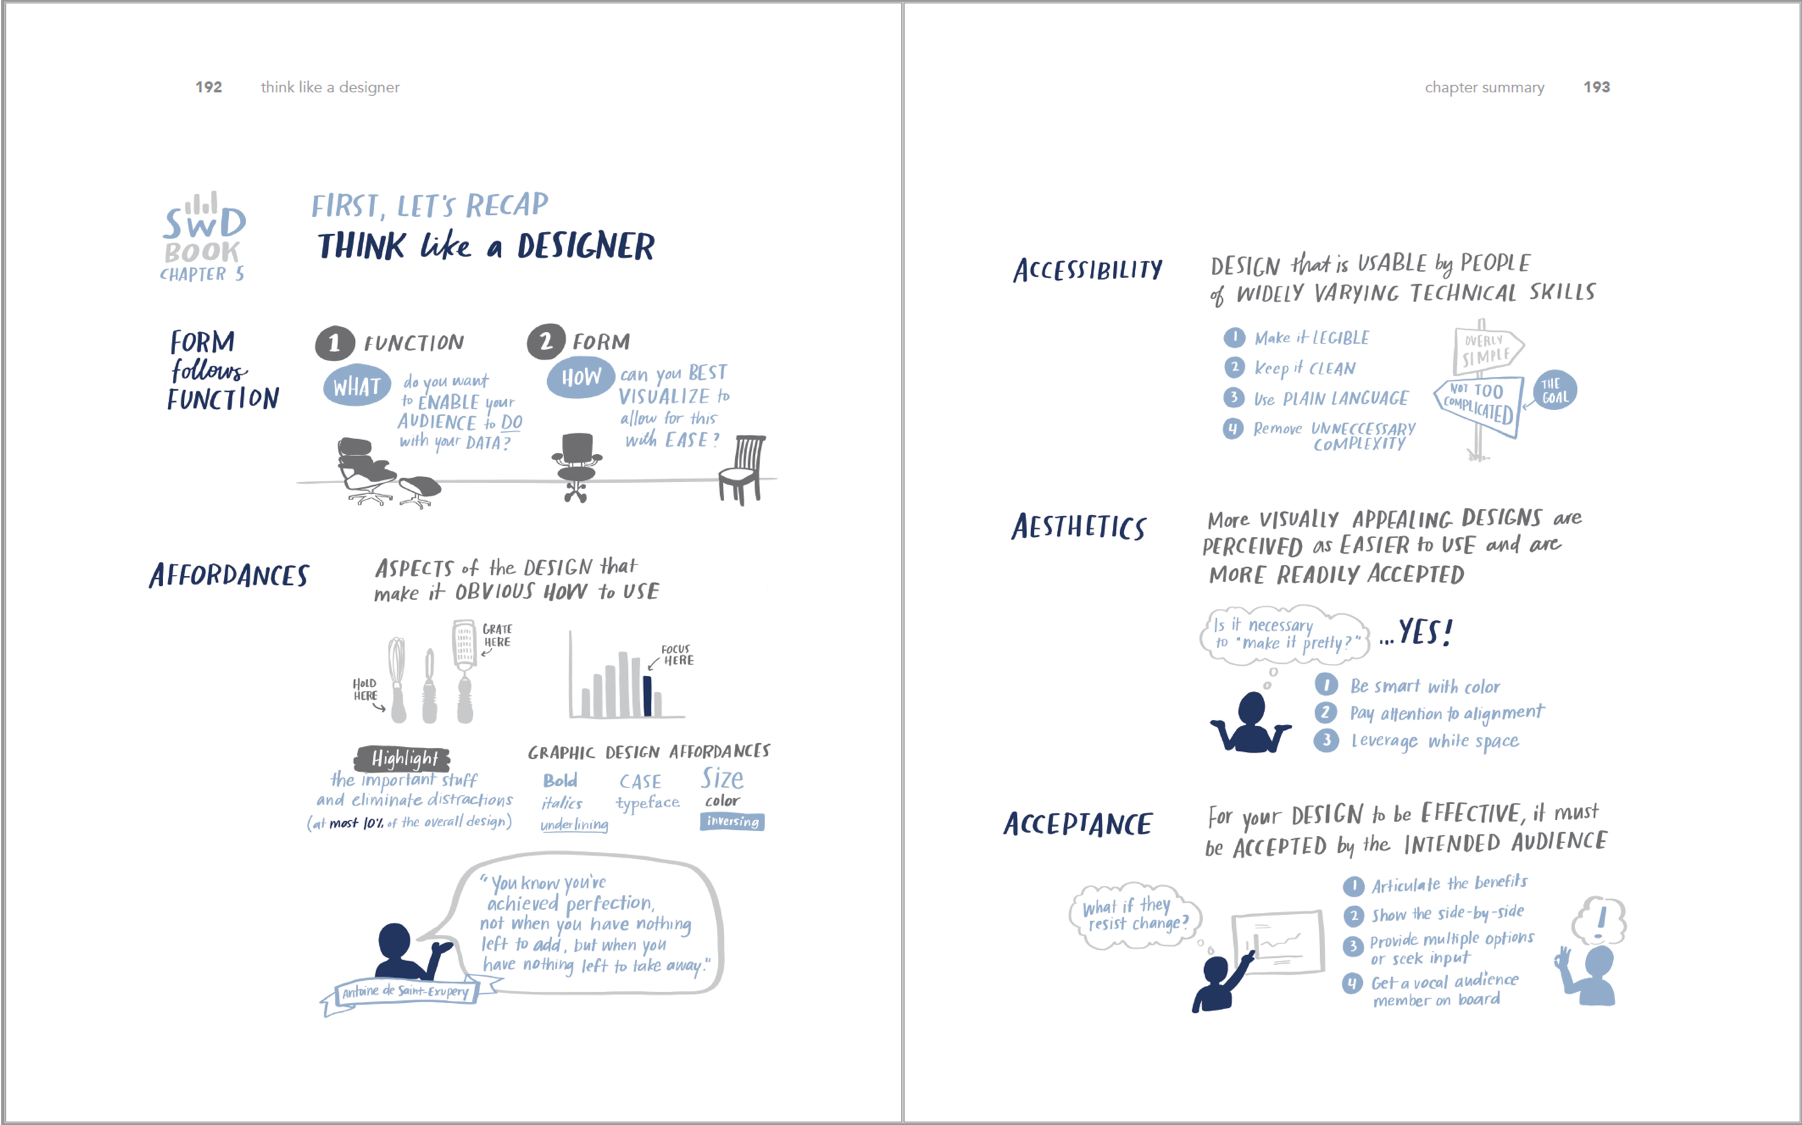 192 think like a designer
SWD
BOOK
CHAPTER 5
FIRST, LET'S RECAP
THINK like a DESIGNER
FORM
follows
FUNCTION
1 FUNCTION
WHAT
do you want
to ENABLE your
AUDIENCE to DO
with your DATA?
2 FORM
HOW
can you BEST
VISUALIZE to
allow for this
with EASE?
AFFORDANCES
ASPECTS of the DESIGN that
make it OBVIOUS HOW to USE
HOLD
HERE
GRATE
HERE
FOCUS
HERE
Highlight
the important stuff
and eliminate distractions
(at most 10% of the overall design)
GRAPHIC DESIGN AFFORDANCES
Bold CASE Size
italics typeface color
underlining inversing
"You know you've
achieved perfection,
not when you have nothing
left to add, but when you
have nothing left to take away."
Antoine de Saint-Exupery
chapter summary 193
ACCESSIBILITY
DESIGN that is USABLE by PEOPLE
of WIDELY VARYING TECHNICAL SKILLS
1 Make it LEGIBLE
2 Keep it CLEAN
3 Use PLAIN LANGUAGE
4 Remove UNNECCESSARY
COMPLEXITY
OVERLY
SIMPLE
NOT TOO
COMPLICATED
THE
GOAL
AESTHETICS
More VISUALLY APPEALING DESIGNS are
PERCEIVED as EASIER to USE and are
MORE READILY ACCEPTED
Is it necessary
to "make it pretty?"
...YES!
1 Be smart with color
2 Pay attention to alignment
3 Leverage white space
ACCEPTANCE
For your DESIGN to be EFFECTIVE, it must
be ACCEPTED by the INTENDED AUDIENCE
What if they
resist change?
1 Articulate the benefits
2 Show the side-by-side
3 Provide multiple options
or seek input
4 Get a vocal audience
member on board
!